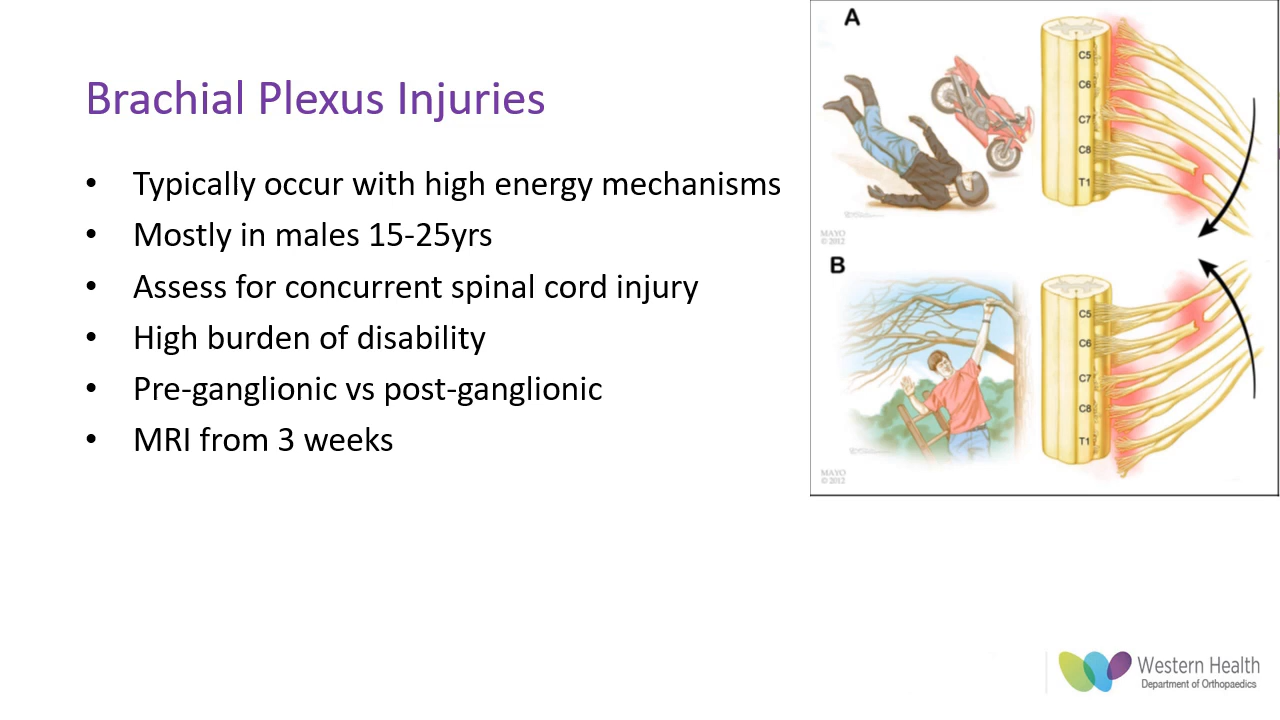 Brachial Plexus Injuries
• Typically occur with high energy mechanisms
• Mostly in males 15-25yrs
• Assess for concurrent spinal cord injury
• High burden of disability
• Pre-ganglionic vs post-ganglionic
• MRI from 3 weeks
A
C5
C6
C7
C8
T1
MAYO
© 2012
B
C5
C6
C7
C8
T1
MAYO
© 2012
Western Health
Department of Orthopaedics